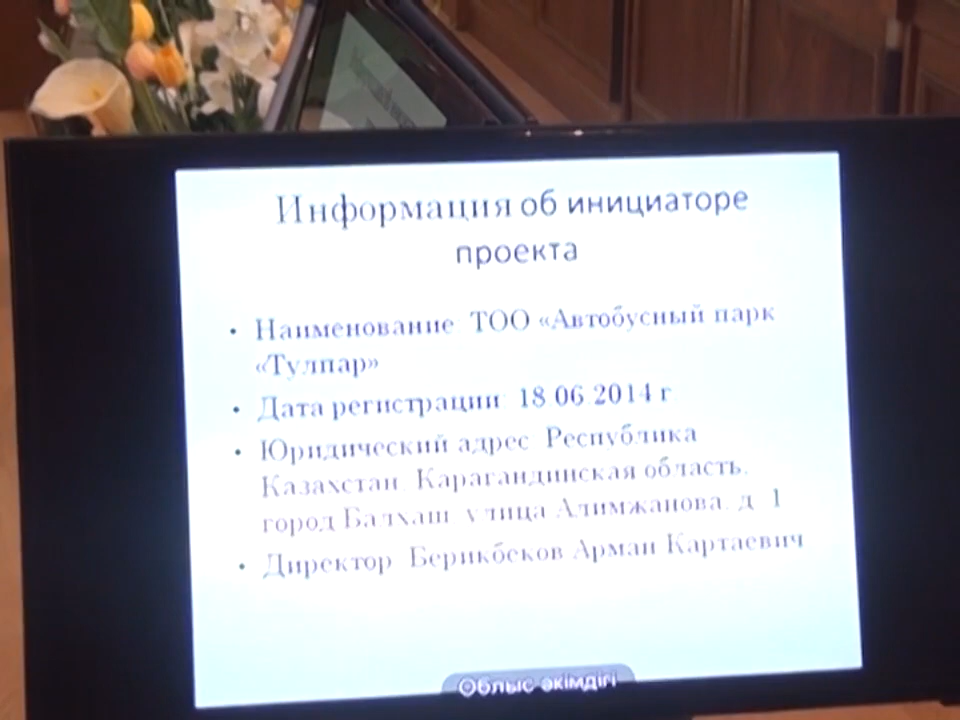 Информация об инициаторе
проекта
• Наименование ТОО «Автобусный парк
«Тулпар»
• Дата регистрации 18.06.2014 г
• Юридический адрес Республика
Казахстан, Карагандинская область,
город Балхаш, улица Алимжанова, д. 1
• Директор Берикбеков Арман Картаевич
Облыс әкімдігі